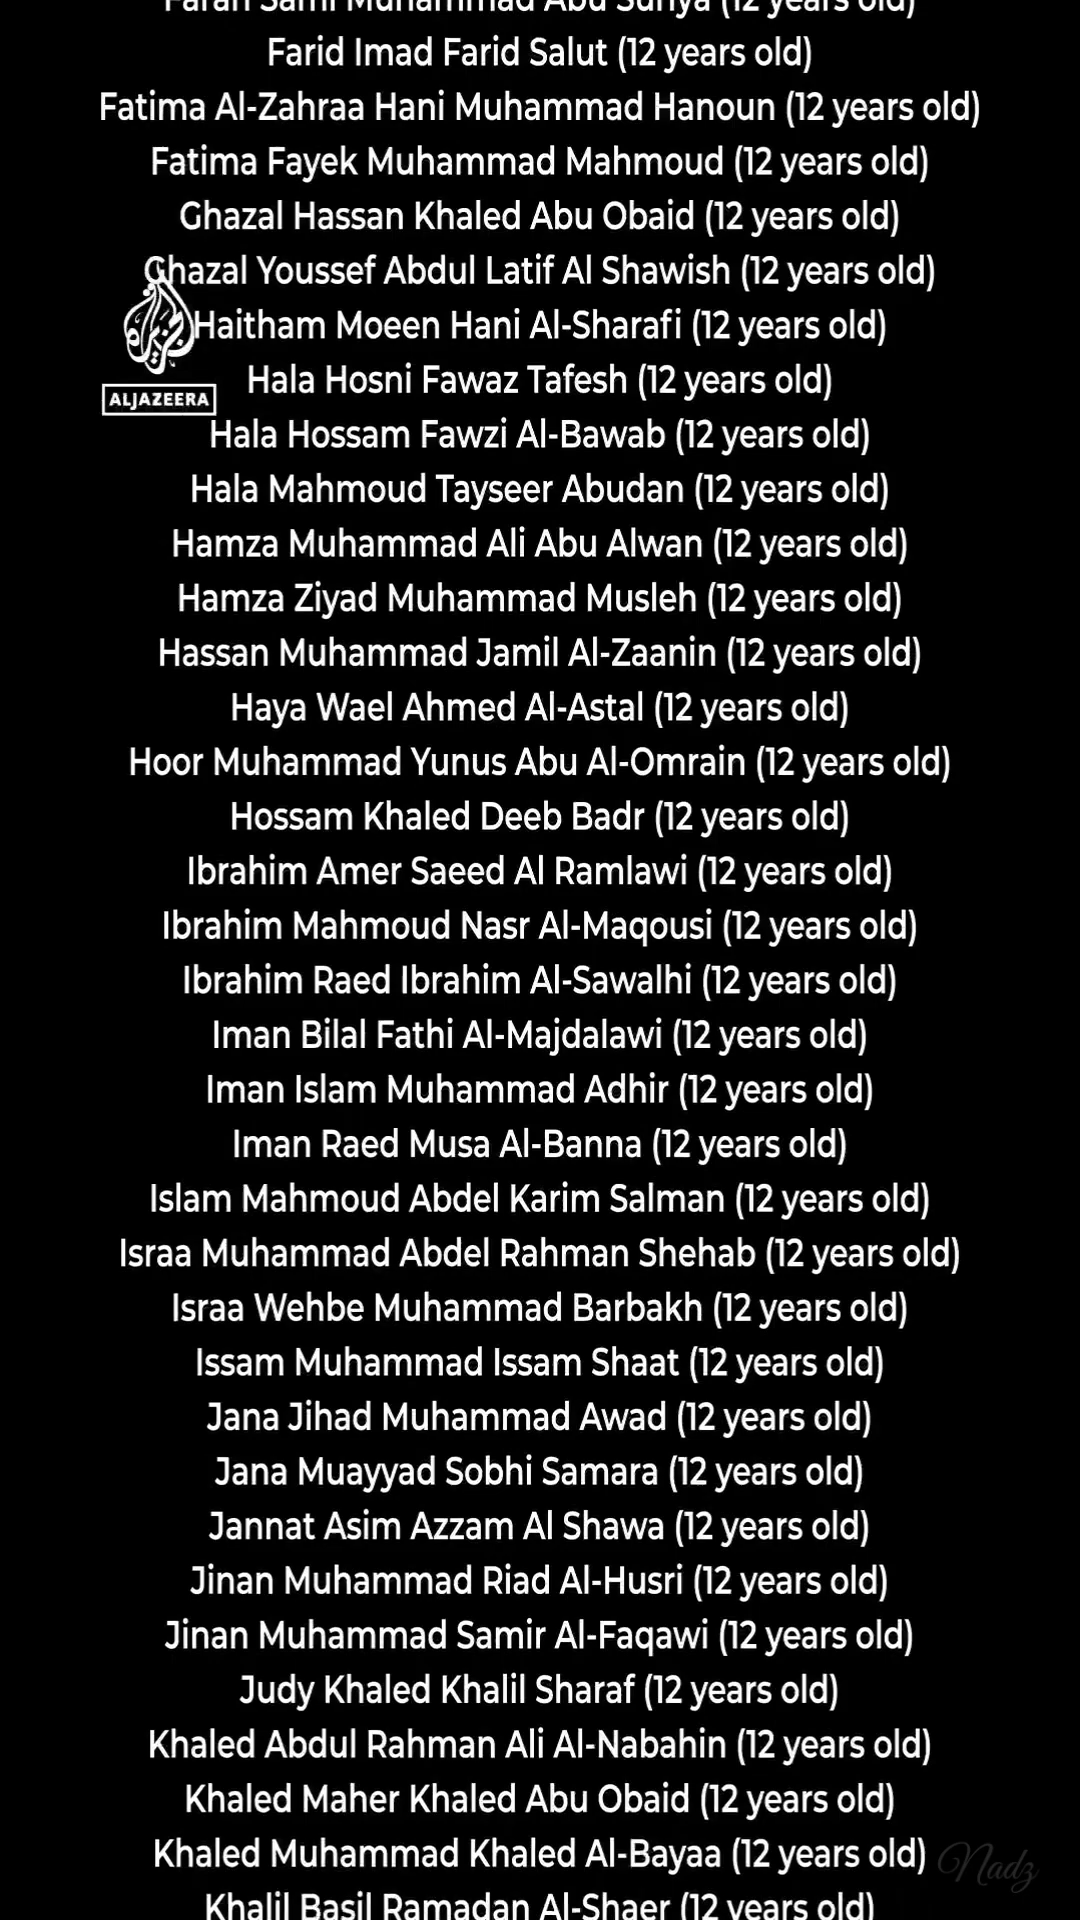 Farah Sami Muhammad Abu Suriya (12 years old)
Farid Imad Farid Salut (12 years old)
Fatima Al-Zahraa Hani Muhammad Hanoun (12 years old)
Fatima Fayek Muhammad Mahmoud (12 years old)
Ghazal Hassan Khaled Abu Obaid (12 years old)
Ghazal Youssef Abdul Latif Al Shawish (12 years old)
Haitham Moeen Hani Al-Sharafi (12 years old)
Hala Hosni Fawaz Tafesh (12 years old)
ALJAZEERA
Hala Hossam Fawzi Al-Bawab (12 years old)
Hala Mahmoud Tayseer Abudan (12 years old)
Hamza Muhammad Ali Abu Alwan (12 years old)
Hamza Ziyad Muhammad Musleh (12 years old)
Hassan Muhammad Jamil Al-Zaanin (12 years old)
Haya Wael Ahmed Al-Astal (12 years old)
Hoor Muhammad Yunus Abu Al-Omrain (12 years old)
Hossam Khaled Deeb Badr (12 years old)
Ibrahim Amer Saeed Al Ramlawi (12 years old)
Ibrahim Mahmoud Nasr Al-Maqousi (12 years old)
Ibrahim Raed Ibrahim Al-Sawalhi (12 years old)
Iman Bilal Fathi Al-Majdalawi (12 years old)
Iman Islam Muhammad Adhir (12 years old)
Iman Raed Musa Al-Banna (12 years old)
Islam Mahmoud Abdel Karim Salman (12 years old)
Israa Muhammad Abdel Rahman Shehab (12 years old)
Israa Wehbe Muhammad Barbakh (12 years old)
Issam Muhammad Issam Shaat (12 years old)
Jana Jihad Muhammad Awad (12 years old)
Jana Muayyad Sobhi Samara (12 years old)
Jannat Asim Azzam Al Shawa (12 years old)
Jinan Muhammad Riad Al-Husri (12 years old)
Jinan Muhammad Samir Al-Faqawi (12 years old)
Judy Khaled Khalil Sharaf (12 years old)
Khaled Abdul Rahman Ali Al-Nabahin (12 years old)
Khaled Maher Khaled Abu Obaid (12 years old)
Khaled Muhammad Khaled Al-Bayaa (12 years old)
Nadz
Khalil Basil Ramadan Al-Shaer (12 years old)